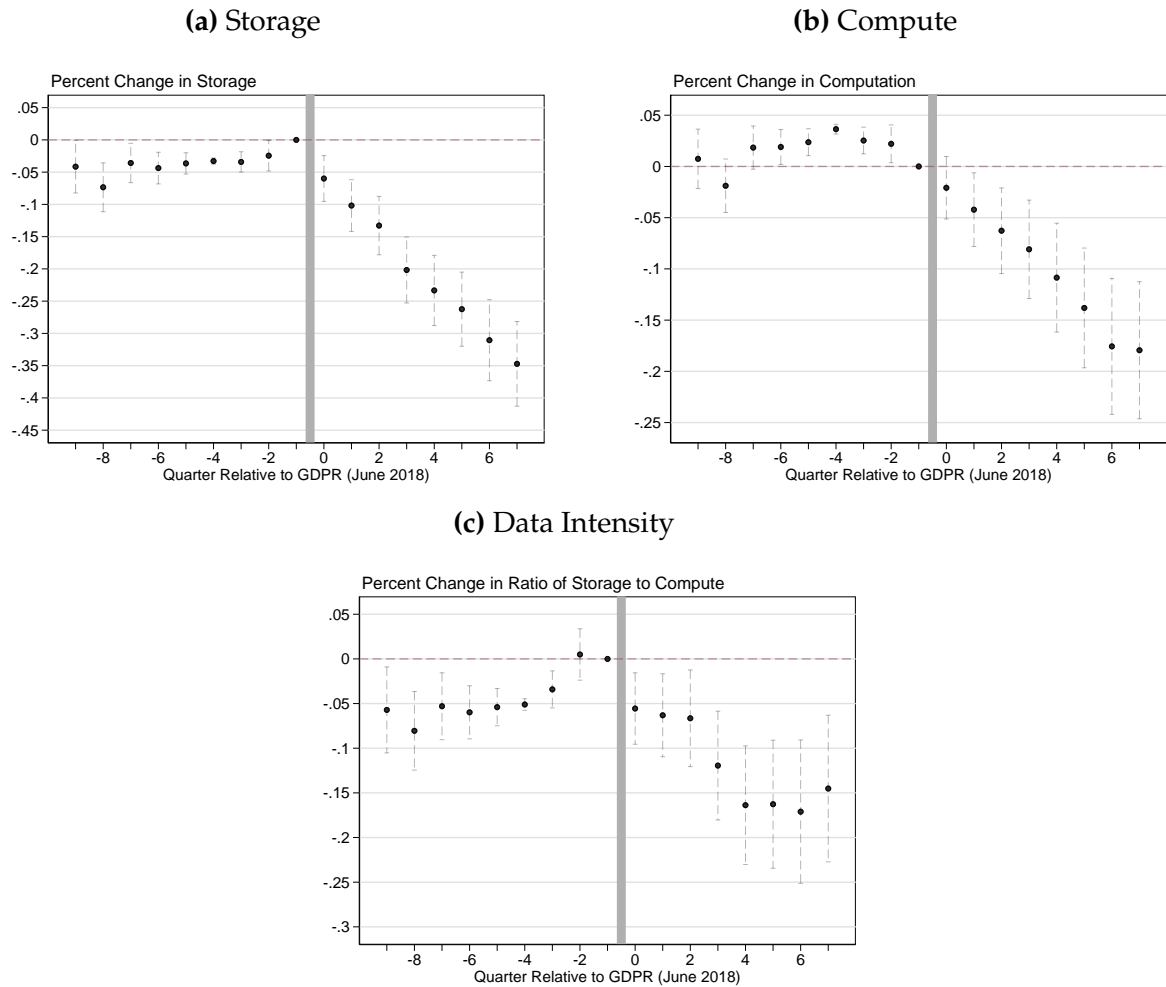 (a) Storage
Percent Change in Storage
.05
0
-.05
-.1
-.15
-.2
-.25
-.3
-.35
-.4
-.45
-8 -6 -4 -2 0 2 4 6
Quarter Relative to GDPR (June 2018)
(b) Compute
Percent Change in Computation
.05
0
-.05
-.1
-.15
-.2
-.25
-8 -6 -4 -2 0 2 4 6
Quarter Relative to GDPR (June 2018)
(c) Data Intensity
Percent Change in Ratio of Storage to Compute
.05
0
-.05
-.1
-.15
-.2
-.25
-.3
-8 -6 -4 -2 0 2 4 6
Quarter Relative to GDPR (June 2018)